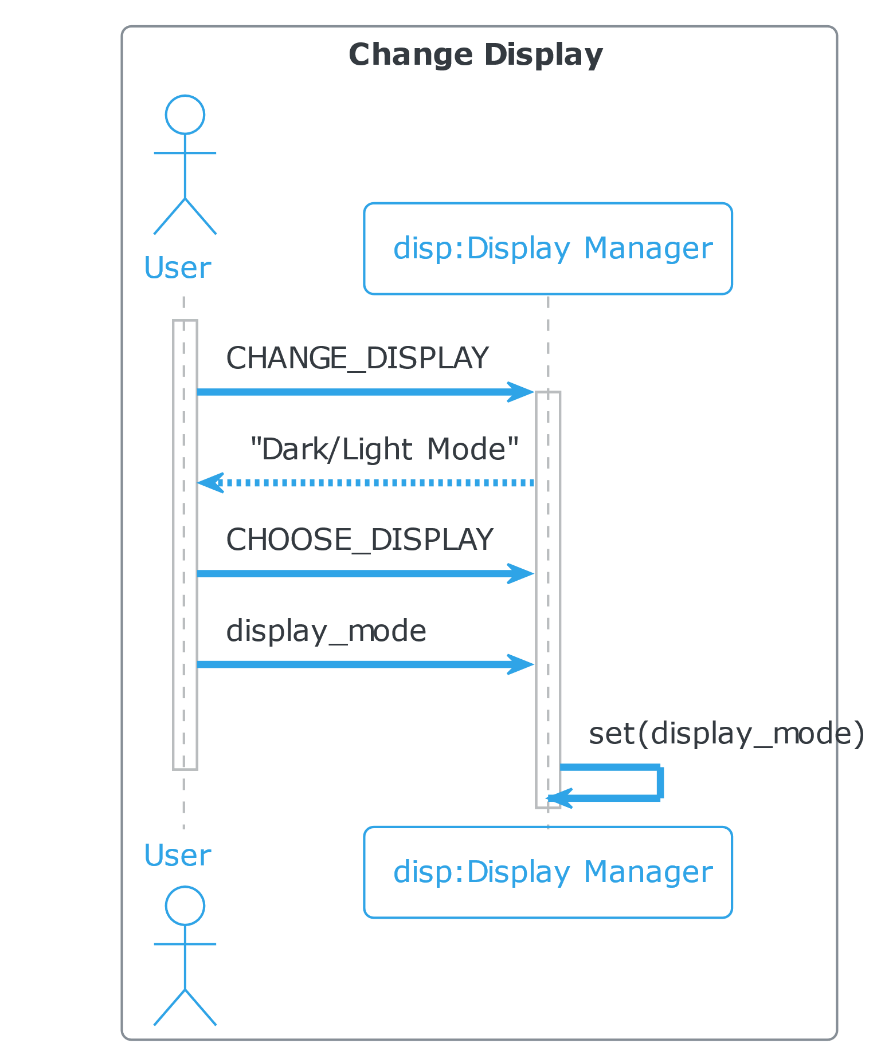 Change Display
User
disp:Display Manager
CHANGE_DISPLAY
"Dark/Light Mode"
CHOOSE_DISPLAY
display_mode
set(display_mode)
User
disp:Display Manager